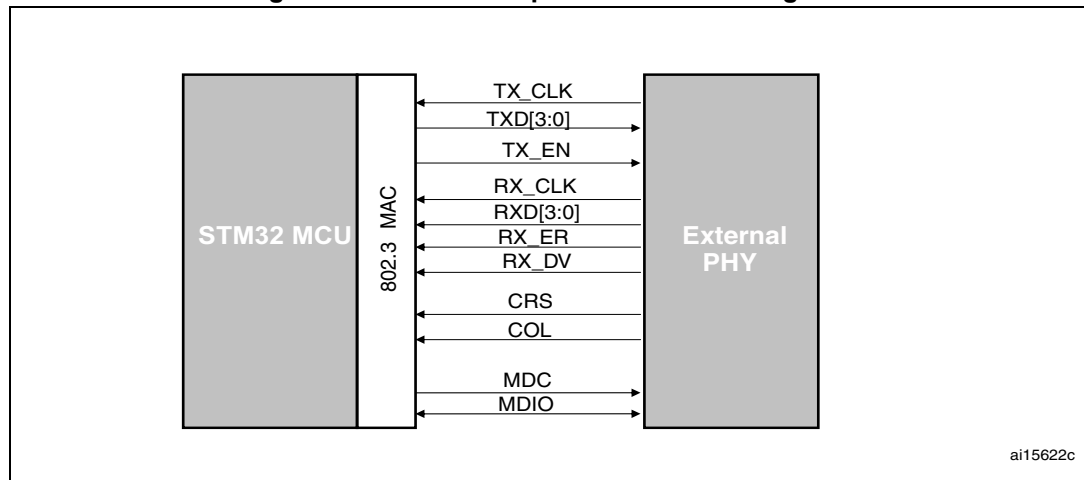 TX_CLK
TXD[3:0]
TX_EN
RX_CLK
RXD[3:0]
RX_ER
RX_DV
CRS
COL
MDC
MDIO
STM32 MCU
802.3 MAC
External
PHY
ai15622c